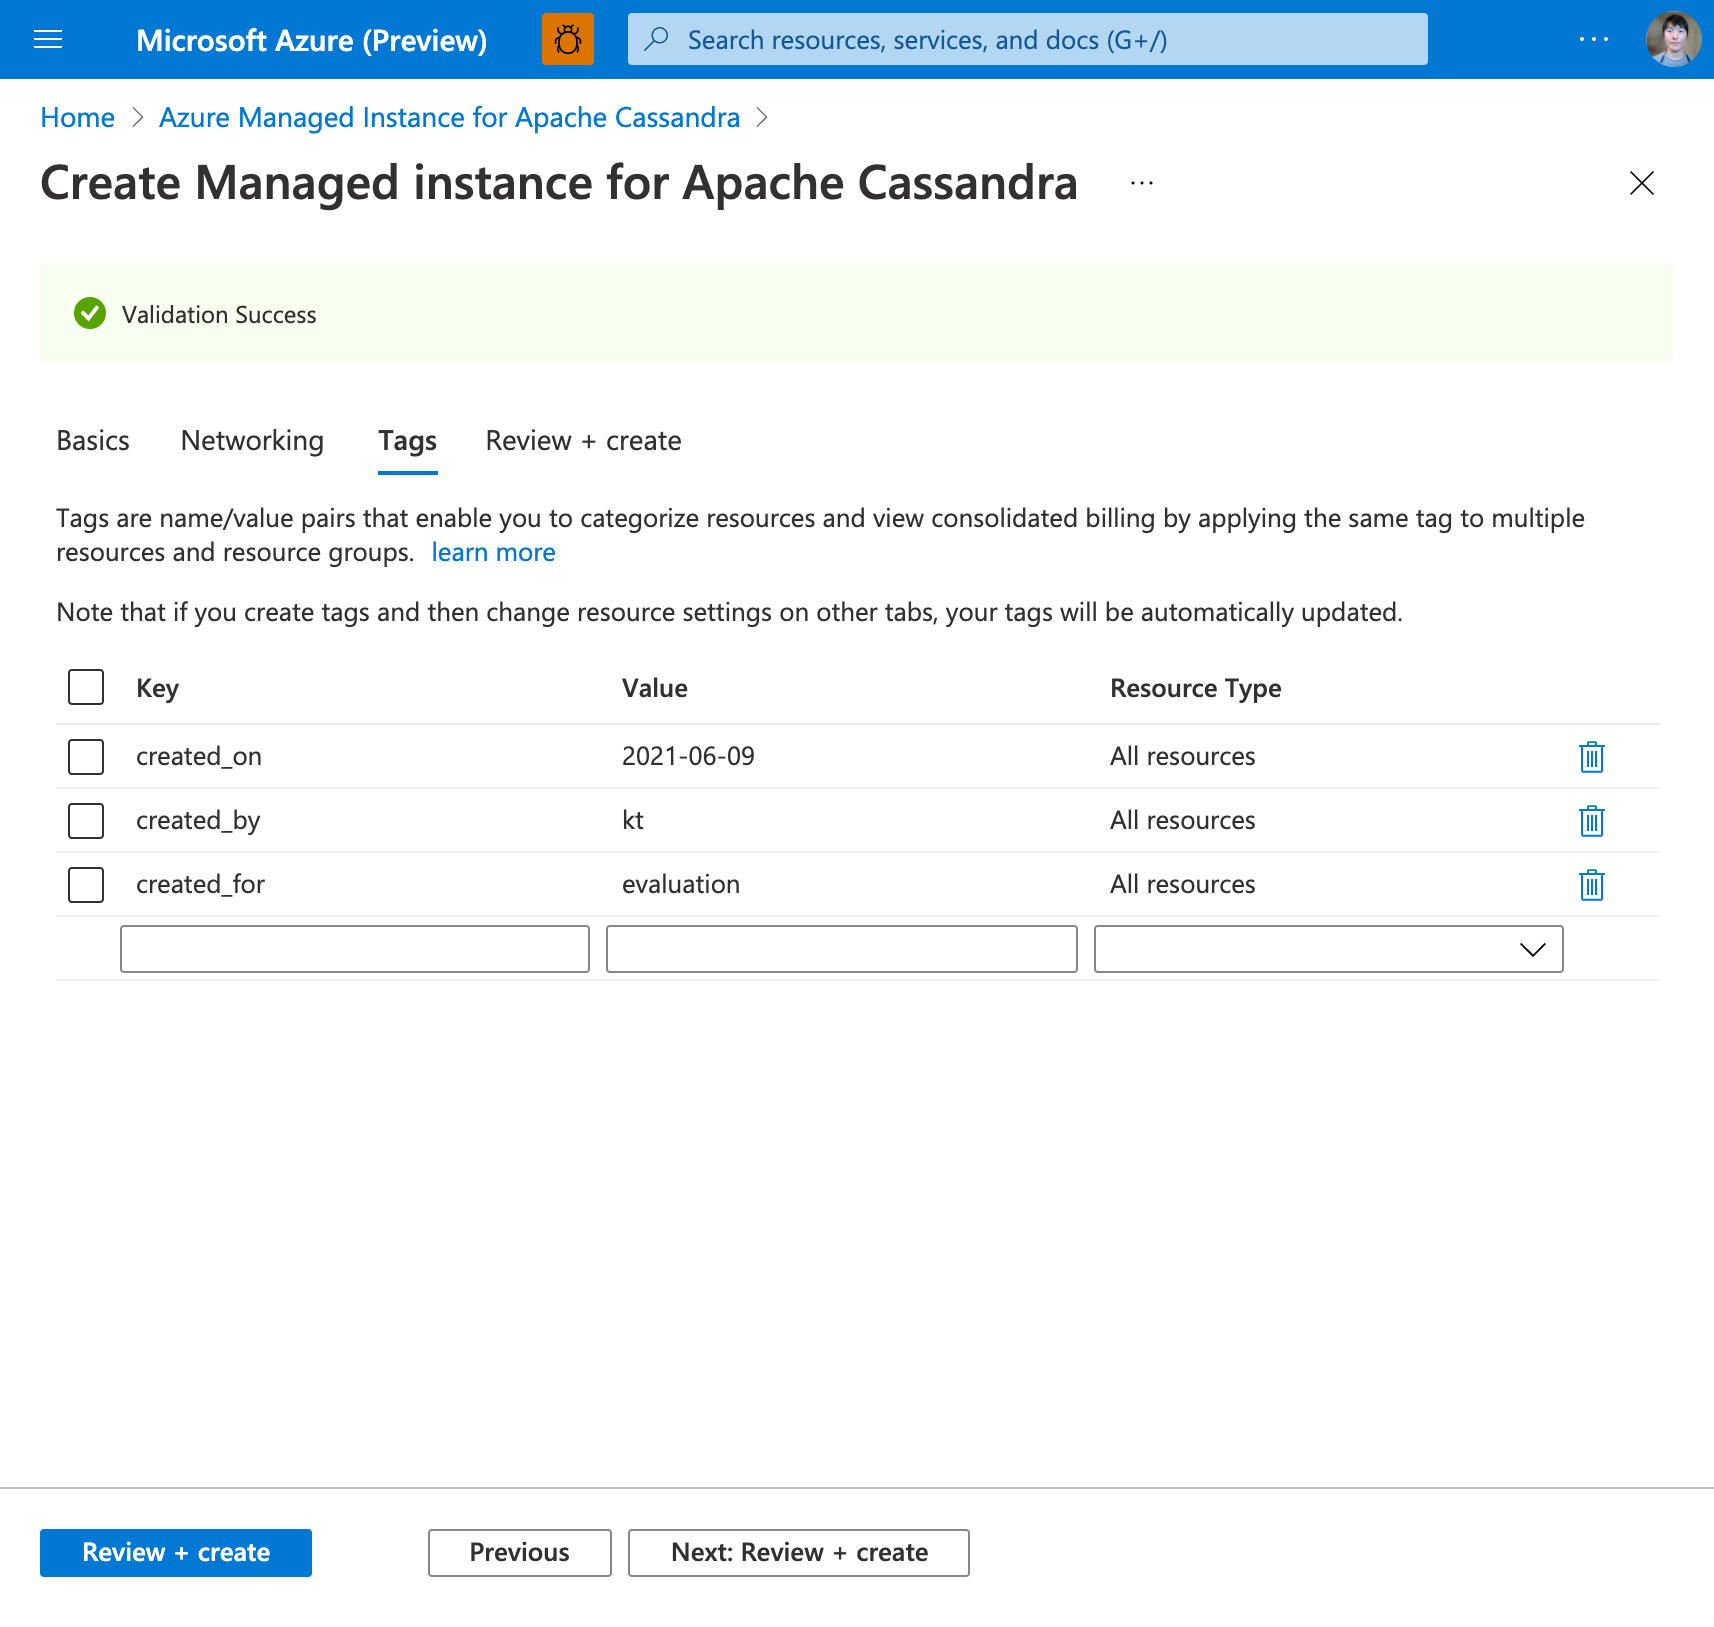 Microsoft Azure (Preview)
Search resources, services, and docs (G+/)
Home > Azure Managed Instance for Apache Cassandra >
Create Managed instance for Apache Cassandra ...
Validation Success
Basics Networking Tags Review + create
Tags are name/value pairs that enable you to categorize resources and view consolidated billing by applying the same tag to multiple
resources and resource groups. learn more
Note that if you create tags and then change resource settings on other tabs, your tags will be automatically updated.
Key Value Resource Type
created_on 2021-06-09 All resources
created_by kt All resources
created_for evaluation All resources
Review + create Previous Next: Review + create